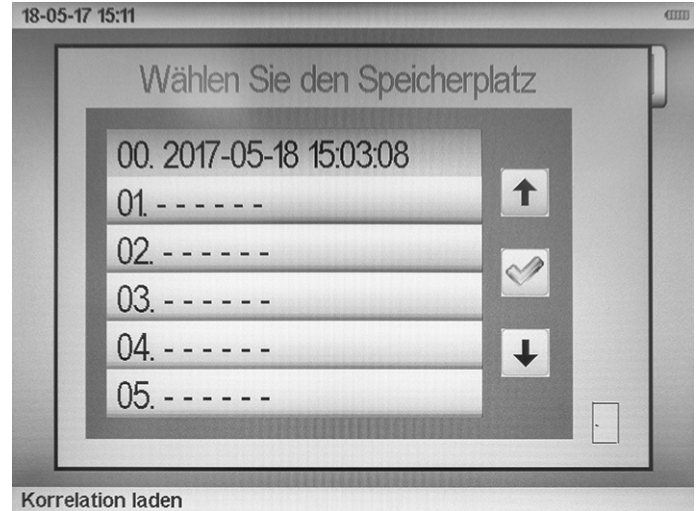 18-05-17 15:11
Wählen Sie den Speicherplatz
00. 2017-05-18 15:03:08
01. - - - - - -
02. - - - - - -
03. - - - - - -
04. - - - - - -
05. - - - - - -
Korrelation laden